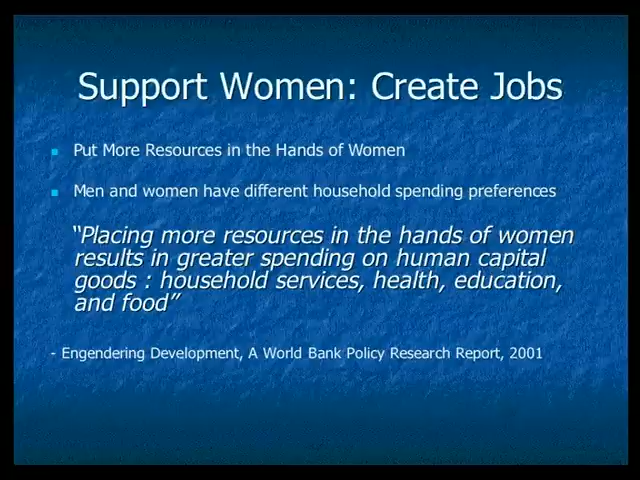 Support Women: Create Jobs
Put More Resources in the Hands of Women
Men and women have different household spending preferences
“Placing more resources in the hands of women
results in greater spending on human capital
goods : household services, health, education,
and food”
- Engendering Development, A World Bank Policy Research Report, 2001